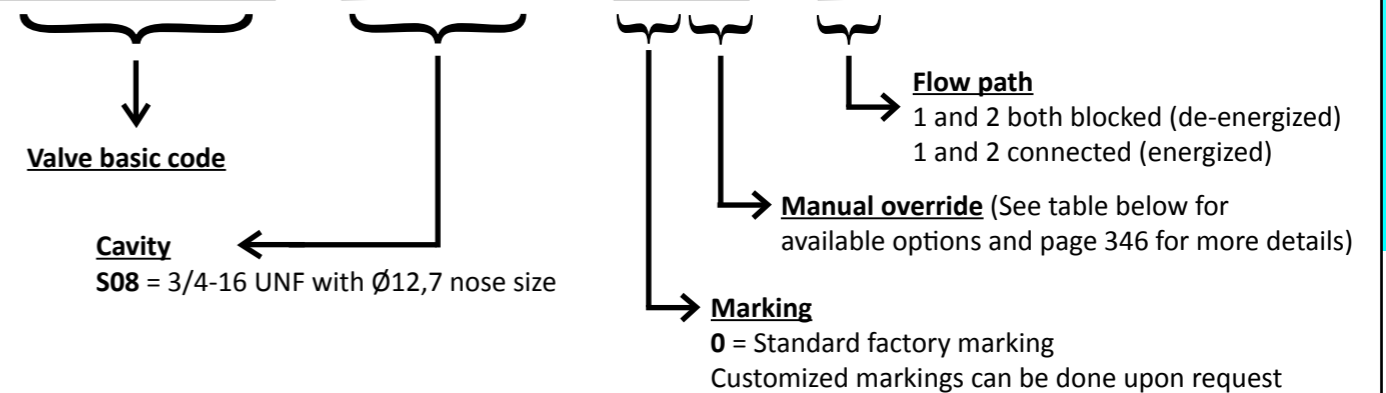 Flow path
1 and 2 both blocked (de-energized)
1 and 2 connected (energized)
Valve basic code
Manual override (See table below for
available options and page 346 for more details)
Cavity
S08 = 3/4-16 UNF with Ø12,7 nose size
Marking
0 = Standard factory marking
Customized markings can be done upon request